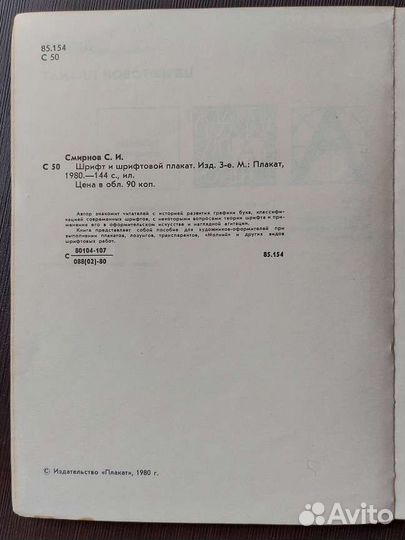 85.154
С 50
Смирнов С. И.
С 50 Шрифт и шрифтовой плакат. Изд. 3-е. М.: Плакат,
1980.—144 с., ил.
Цена в обл. 90 коп.
Автор знакомит читателей с историей развития графики букв, классифи-
кацией современных шрифтов, с некоторыми вопросами теории шрифта и при-
менения его в оформительском искусстве и наглядной агитации.
Книга представляет собой пособие для художников-оформителей при
выполнении плакатов, лозунгов, транспарантов, «Молний» и других видов
шрифтовых работ.
80104-107
С
088(02)-80
85.154
© Издательство «Плакат», 1980 г.
Avito